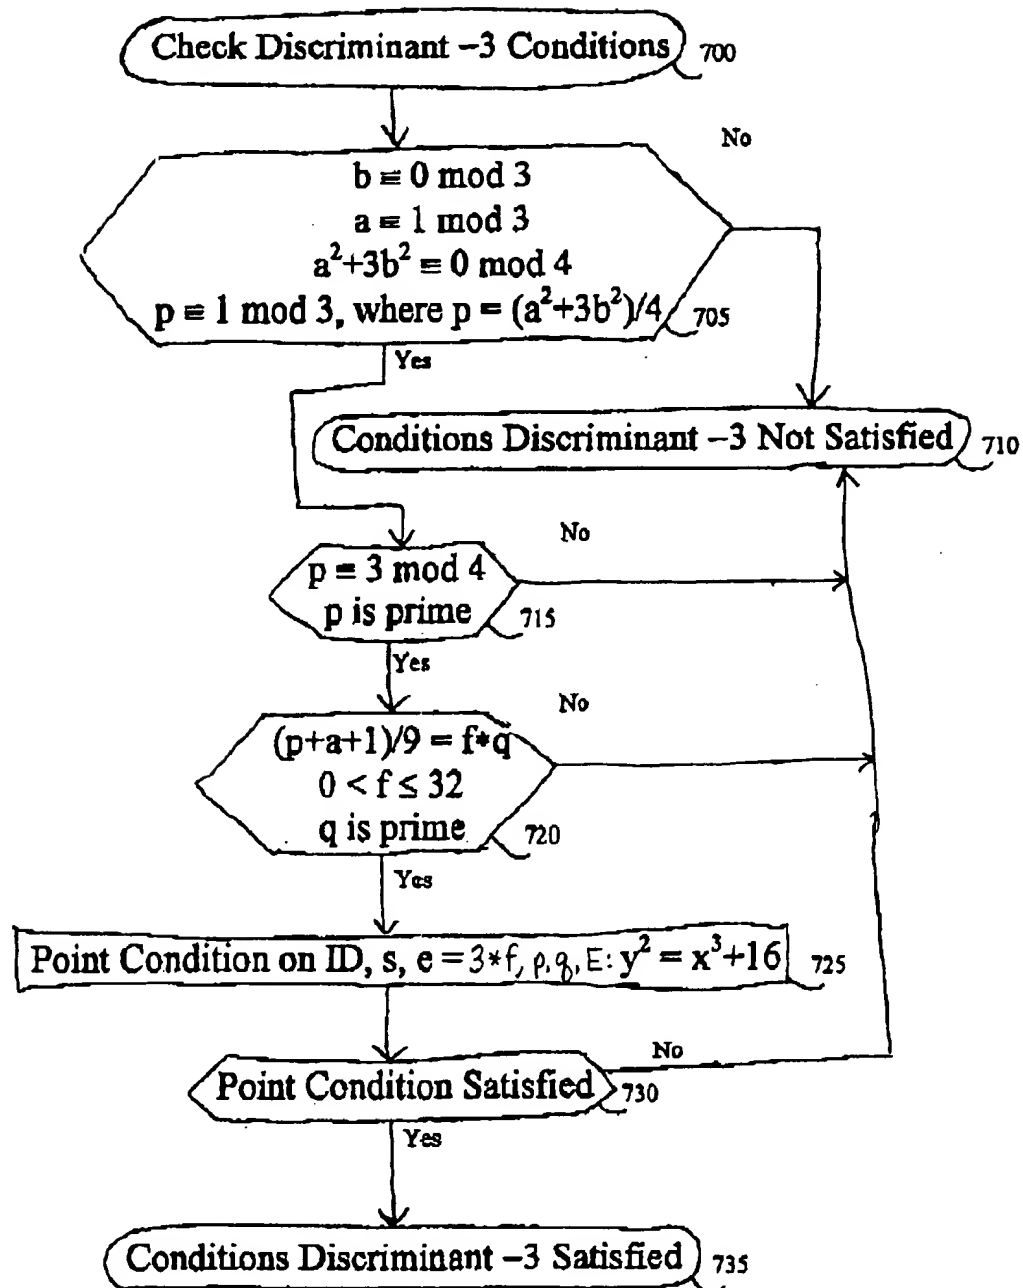 Check Discriminant –3 Conditions 700
No
b ≡ 0 mod 3
a ≡ 1 mod 3
a²+3b² ≡ 0 mod 4
p ≡ 1 mod 3, where p = (a²+3b²)/4 705
Yes
Conditions Discriminant –3 Not Satisfied 710
No
p ≡ 3 mod 4
p is prime 715
Yes
No
(p+a+1)/9 = f*q
0 < f ≤ 32
q is prime 720
Yes
Point Condition on ID, s, e = 3*f, p, q, E: y² = x³+16 725
No
Point Condition Satisfied 730
Yes
Conditions Discriminant –3 Satisfied 735